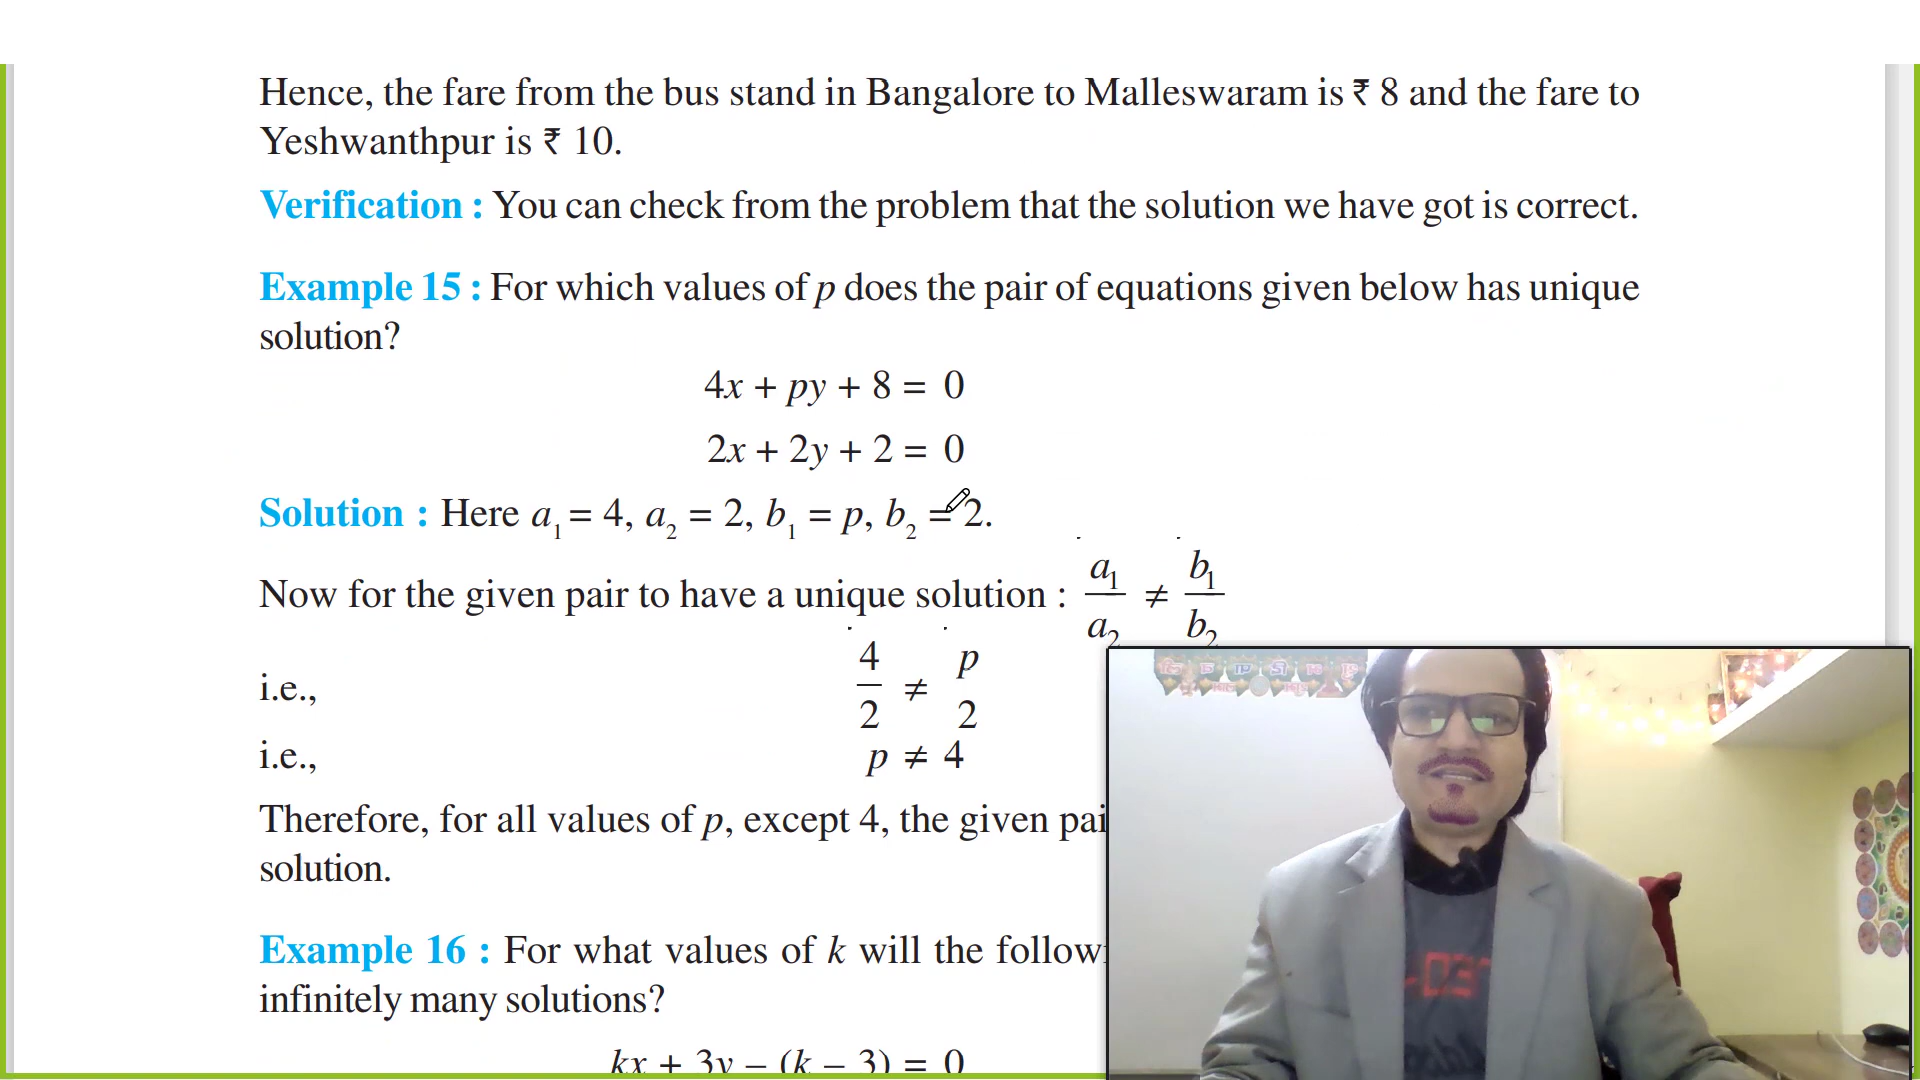 Hence, the fare from the bus stand in Bangalore to Malleswaram is ₹ 8 and the fare to
Yeshwanthpur is ₹ 10.
Verification : You can check from the problem that the solution we have got is correct.
Example 15 : For which values of p does the pair of equations given below has unique
solution?
4x + py + 8 = 0
2x + 2y + 2 = 0
Solution : Here a₁ = 4, a₂ = 2, b₁ = p, b₂ = 2.
Now for the given pair to have a unique solution : a₁/a₂ ≠ b₁/b₂
i.e., 4/2 ≠ p/2
i.e., p ≠ 4
Therefore, for all values of p, except 4, the given pai
solution.
Example 16 : For what values of k will the follow
infinitely many solutions?
kx + 3y – (k – 3) = 0